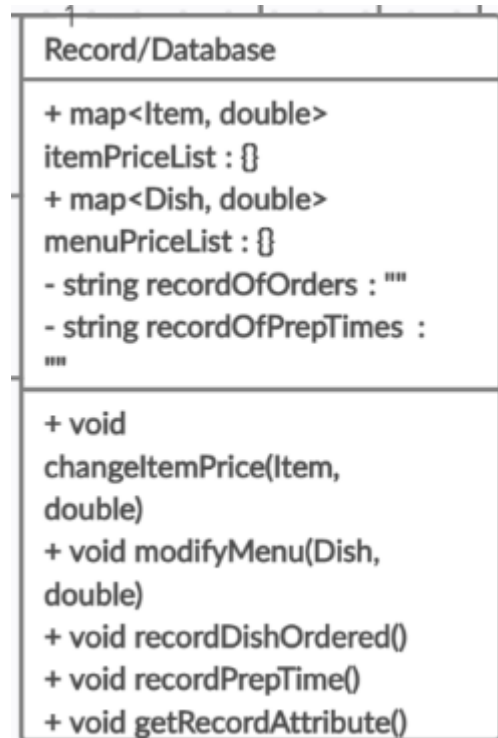 1
Record/Database
+ map<Item, double>
itemPriceList : {}
+ map<Dish, double>
menuPriceList : {}
- string recordOfOrders : ""
- string recordOfPrepTimes :
""
+ void
changeItemPrice(Item,
double)
+ void modifyMenu(Dish,
double)
+ void recordDishOrdered()
+ void recordPrepTime()
+ void getRecordAttribute()